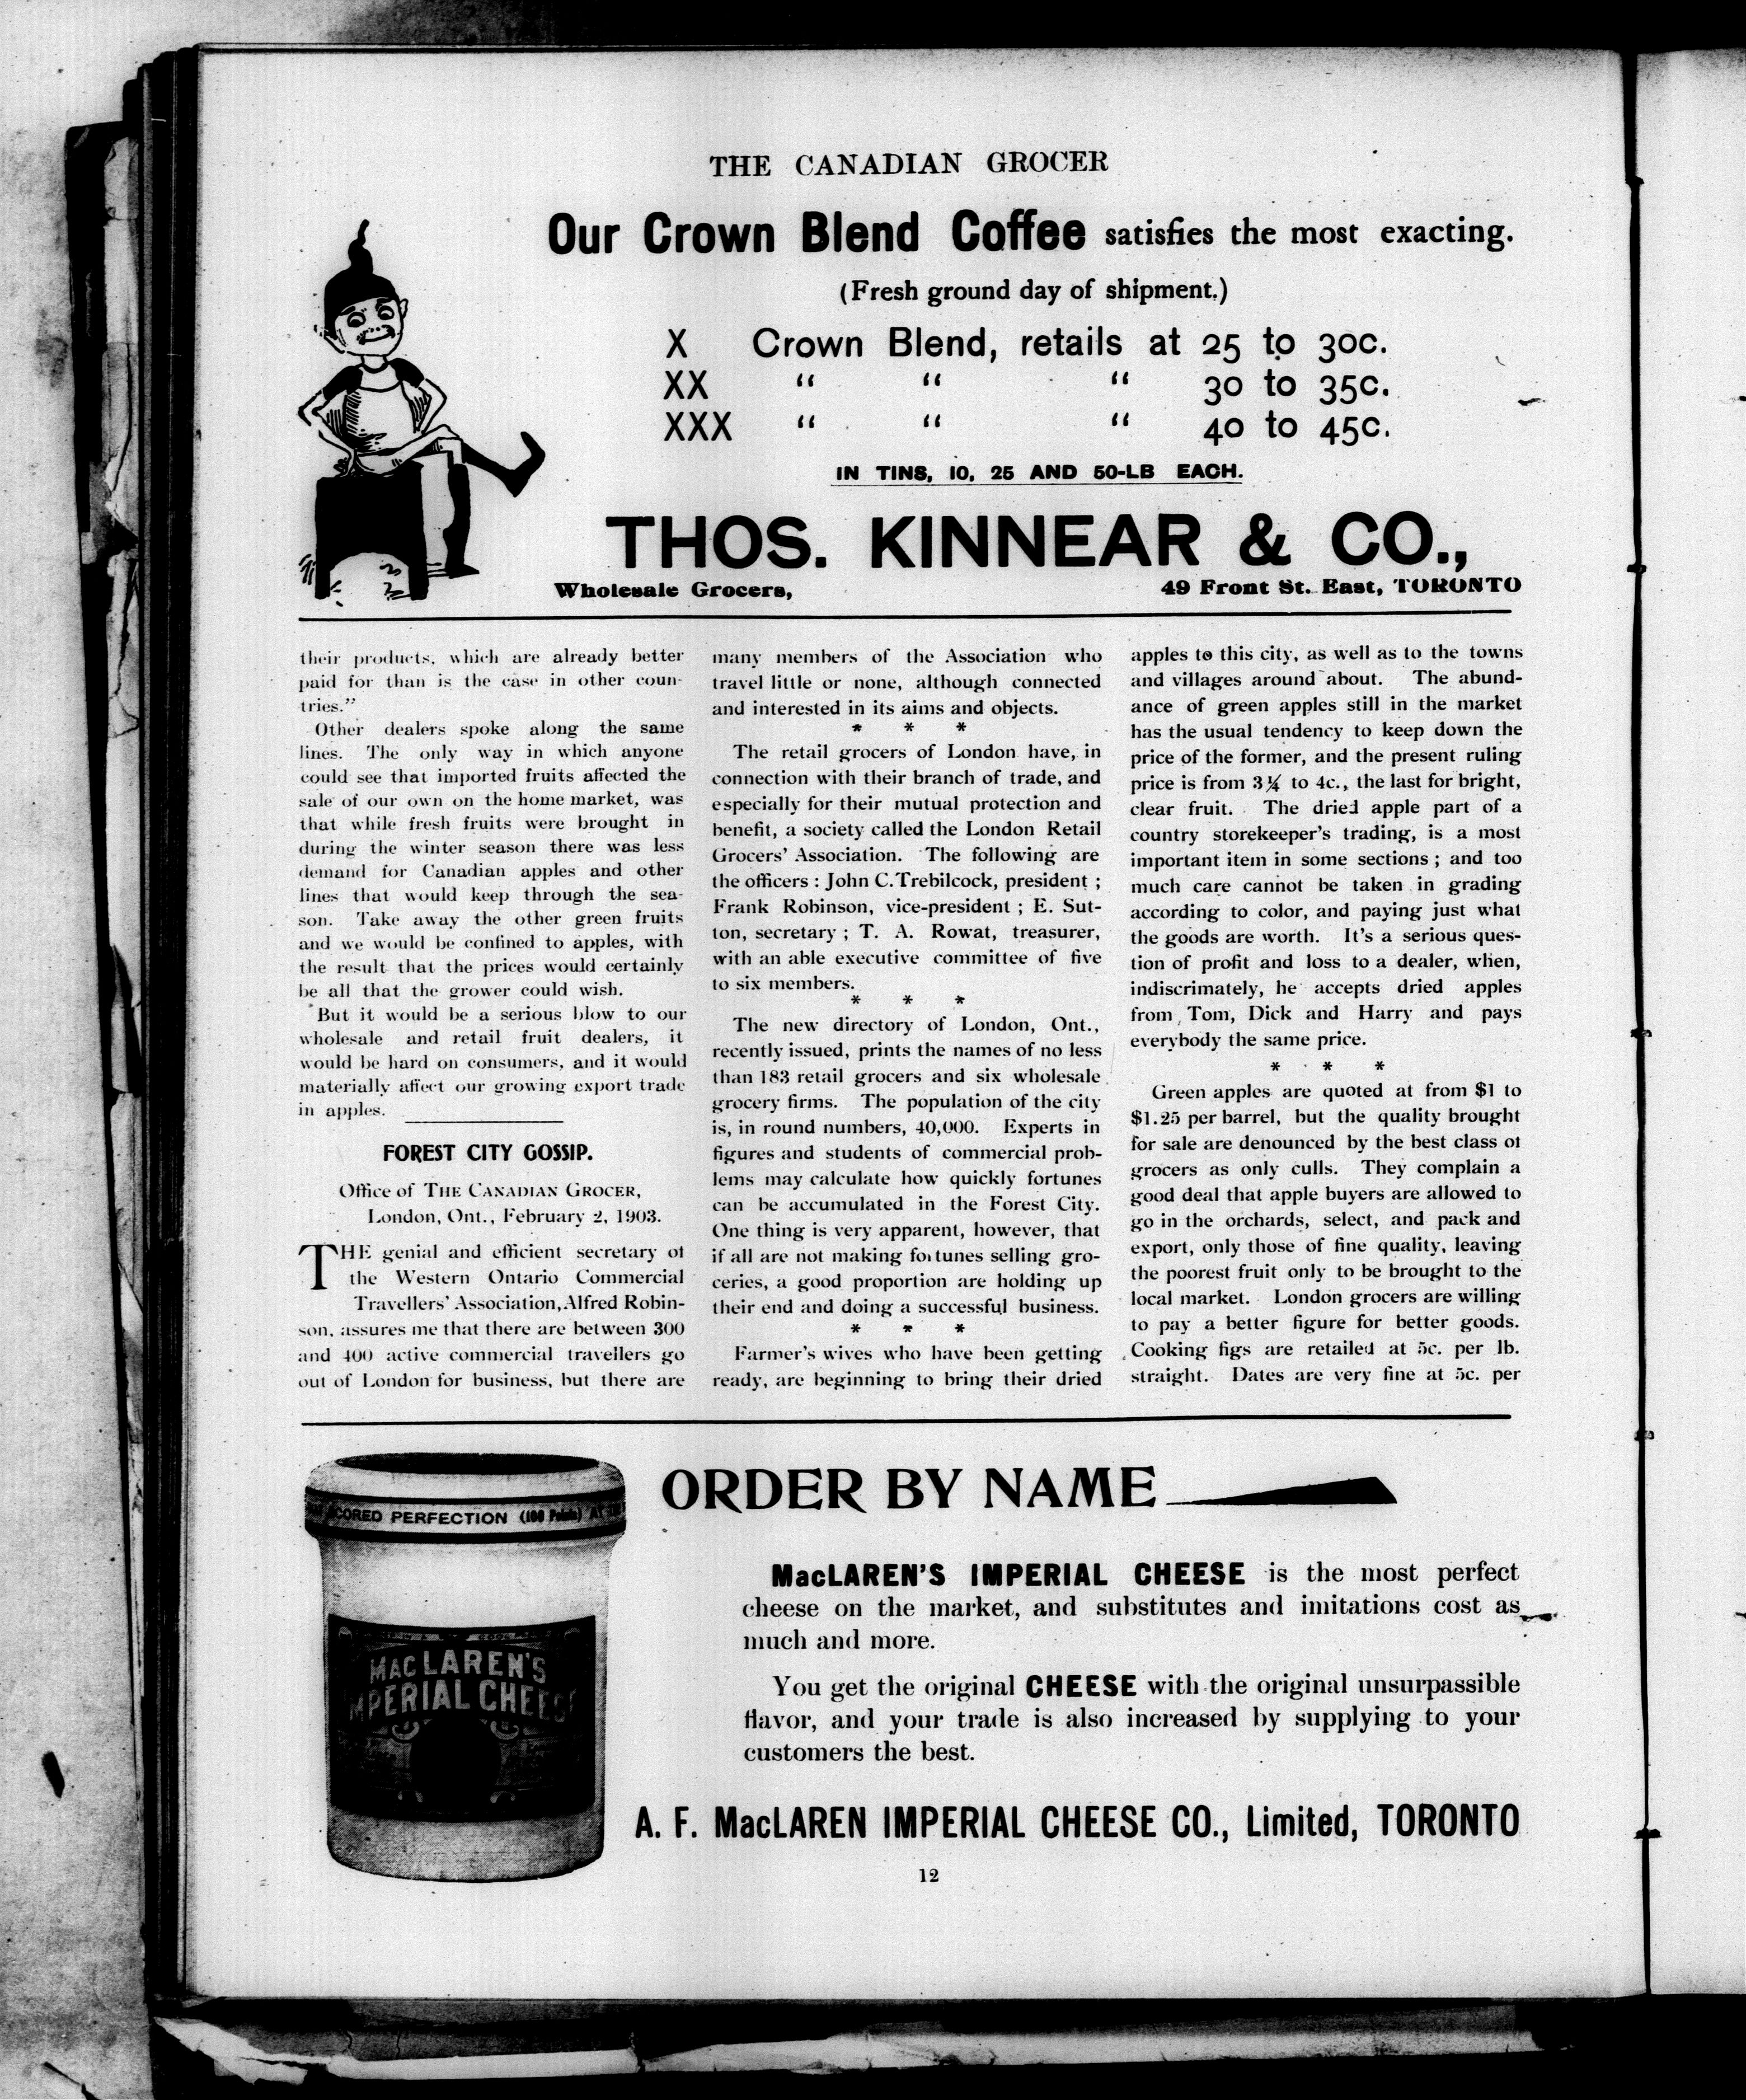 THE CANADIAN GROCER
Our Crown Blend Coffee satisfies the most exacting.
(Fresh ground day of shipment.)
X Crown Blend, retails at 25 to 30c.
XX “ “ “ 30 to 35c.
XXX “ “ “ 40 to 45c.
IN TINS, 10, 25 AND 50-LB EACH.
THOS. KINNEAR & CO.,
Wholesale Grocers, 49 Front St. East, TORONTO
their products, which are already better
paid for than is the case in other coun-
tries.”
Other dealers spoke along the same
lines. The only way in which anyone
could see that imported fruits affected the
sale of our own on the home market, was
that while fresh fruits were brought in
during the winter season there was less
demand for Canadian apples and other
lines that would keep through the sea-
son. Take away the other green fruits
and we would be confined to apples, with
the result that the prices would certainly
be all that the grower could wish.
But it would be a serious blow to our
wholesale and retail fruit dealers, it
would be hard on consumers, and it would
materially affect our growing export trade
in apples.
FOREST CITY GOSSIP.
Office of THE CANADIAN GROCER,
London, Ont., February 2, 1903.
THE genial and efficient secretary of
the Western Ontario Commercial
Travellers’ Association, Alfred Robin-
son, assures me that there are between 300
and 400 active commercial travellers go
out of London for business, but there are
many members of the Association who
travel little or none, although connected
and interested in its aims and objects.
* * *
The retail grocers of London have, in
connection with their branch of trade, and
especially for their mutual protection and
benefit, a society called the London Retail
Grocers’ Association. The following are
the officers : John C. Trebilcock, president ;
Frank Robinson, vice-president ; E. Sut-
ton, secretary ; T. A. Rowat, treasurer,
with an able executive committee of five
to six members.
* * *
The new directory of London, Ont.,
recently issued, prints the names of no less
than 183 retail grocers and six wholesale
grocery firms. The population of the city
is, in round numbers, 40,000. Experts in
figures and students of commercial prob-
lems may calculate how quickly fortunes
can be accumulated in the Forest City.
One thing is very apparent, however, that
if all are not making fortunes selling gro-
ceries, a good proportion are holding up
their end and doing a successful business.
* * *
Farmer’s wives who have been getting
ready, are beginning to bring their dried
apples to this city, as well as to the towns
and villages around about. The abund-
ance of green apples still in the market
has the usual tendency to keep down the
price of the former, and the present ruling
price is from 3¼ to 4c., the last for bright,
clear fruit. The dried apple part of a
country storekeeper’s trading, is a most
important item in some sections ; and too
much care cannot be taken in grading
according to color, and paying just what
the goods are worth. It’s a serious ques-
tion of profit and loss to a dealer, when,
indiscrimately, he accepts dried apples
from Tom, Dick and Harry and pays
everybody the same price.
* * *
Green apples are quoted at from $1 to
$1.25 per barrel, but the quality brought
for sale are denounced by the best class of
grocers as only culls. They complain a
good deal that apple buyers are allowed to
go in the orchards, select, and pack and
export, only those of fine quality, leaving
the poorest fruit only to be brought to the
local market. London grocers are willing
to pay a better figure for better goods.
Cooking figs are retailed at 5c. per lb.
straight. Dates are very fine at 5c. per
CORED PERFECTION (100 Points)
MACLAREN'S
IMPERIAL CHEESE
ORDER BY NAME
MacLAREN'S IMPERIAL CHEESE is the most perfect
cheese on the market, and substitutes and imitations cost as
much and more.
You get the original CHEESE with the original unsurpassible
flavor, and your trade is also increased by supplying to your
customers the best.
A. F. MacLAREN IMPERIAL CHEESE CO., Limited, TORONTO
12